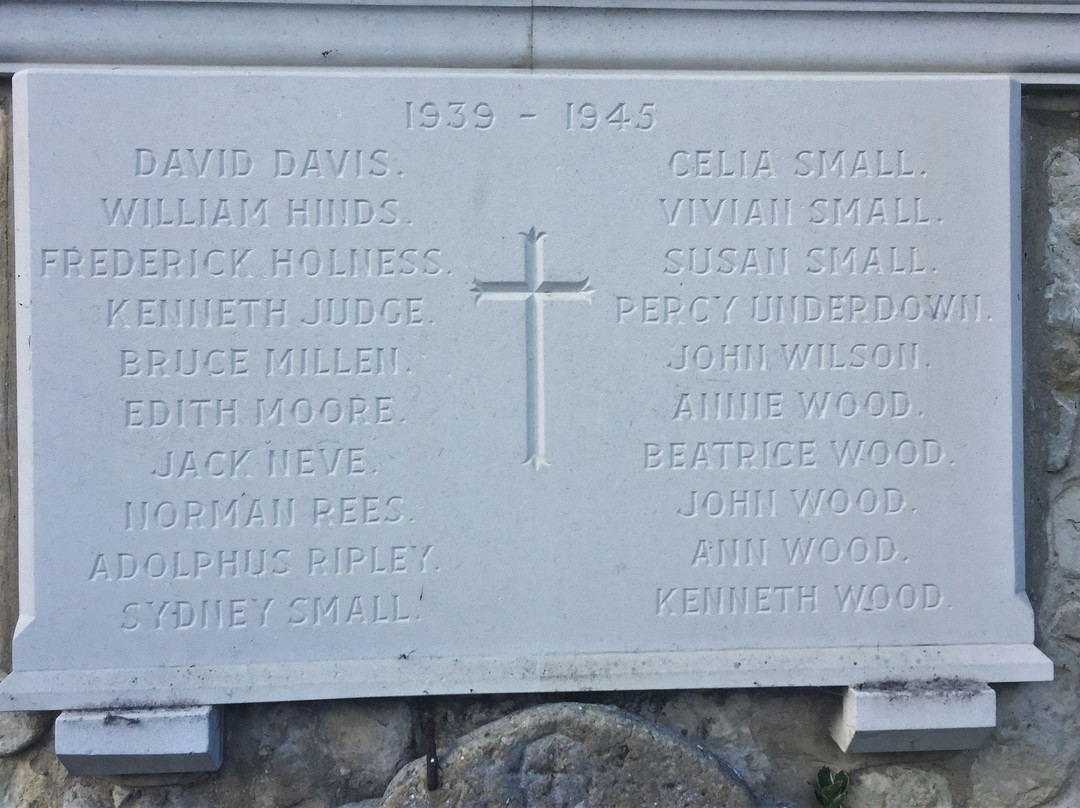 1939 - 1945
DAVID DAVIS.
WILLIAM HINDS.
FREDERICK HOLNESS.
KENNETH JUDGE.
BRUCE MILLEN.
EDITH MOORE.
JACK NEVE.
NORMAN REES.
ADOLPHUS RIPLEY.
SYDNEY SMALL.
CELIA SMALL.
VIVIAN SMALL.
SUSAN SMALL.
PERCY UNDERDOWN.
JOHN WILSON.
ANNIE WOOD.
BEATRICE WOOD.
JOHN WOOD.
ANN WOOD.
KENNETH WOOD.